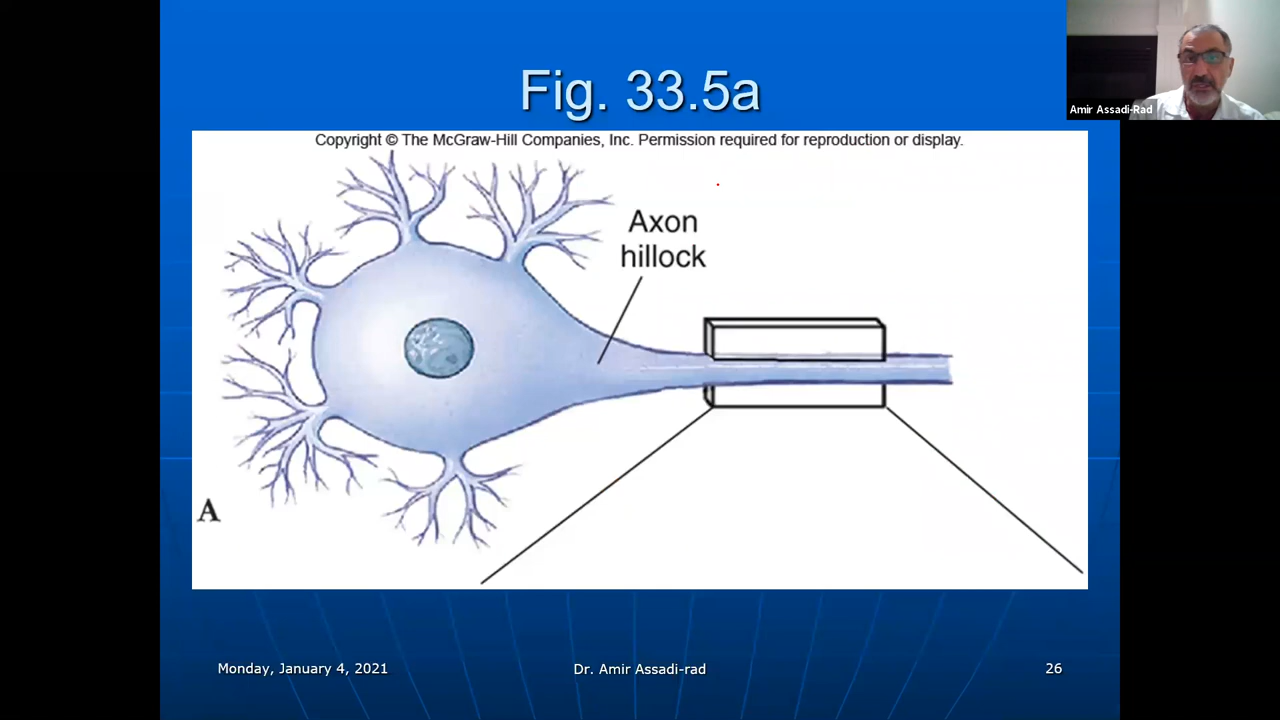 Fig. 33.5a
Amir Assadi-Rad
Copyright © The McGraw-Hill Companies, Inc. Permission required for reproduction or display.
Axon
hillock
A
Monday, January 4, 2021
Dr. Amir Assadi-rad
26